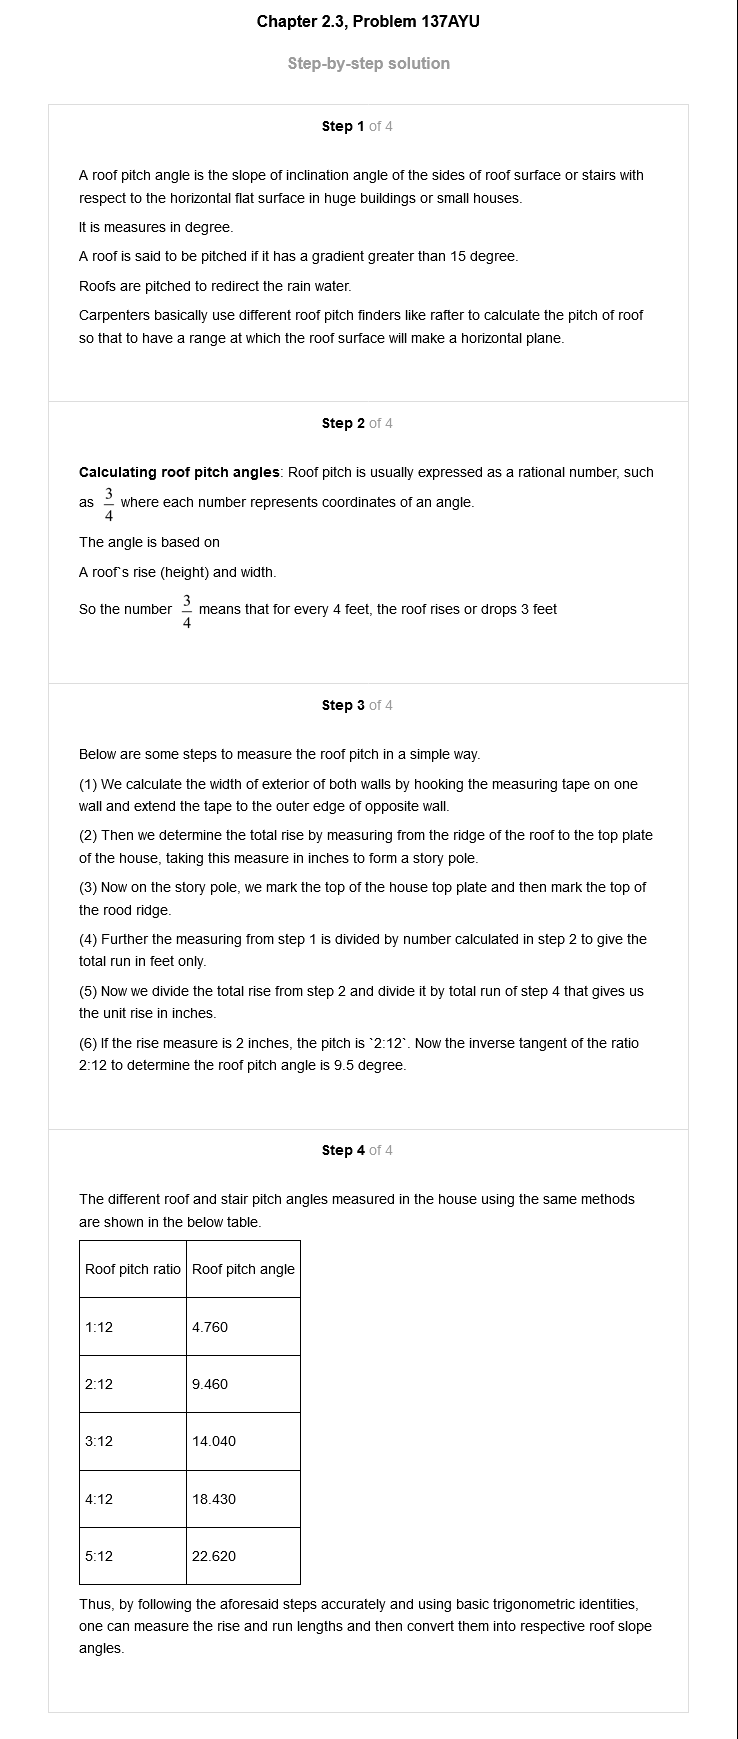 Chapter 2.3, Problem 137AYU
Step-by-step solution
Step 1 of 4
A roof pitch angle is the slope of inclination angle of the sides of roof surface or stairs with
respect to the horizontal flat surface in huge buildings or small houses.
It is measures in degree.
A roof is said to be pitched if it has a gradient greater than 15 degree.
Roofs are pitched to redirect the rain water.
Carpenters basically use different roof pitch finders like rafter to calculate the pitch of roof
so that to have a range at which the roof surface will make a horizontal plane.
Step 2 of 4
Calculating roof pitch angles: Roof pitch is usually expressed as a rational number, such
as 3/4 where each number represents coordinates of an angle.
The angle is based on
A roof`s rise (height) and width.
So the number 3/4 means that for every 4 feet, the roof rises or drops 3 feet
Step 3 of 4
Below are some steps to measure the roof pitch in a simple way.
(1) We calculate the width of exterior of both walls by hooking the measuring tape on one
wall and extend the tape to the outer edge of opposite wall.
(2) Then we determine the total rise by measuring from the ridge of the roof to the top plate
of the house, taking this measure in inches to form a story pole.
(3) Now on the story pole, we mark the top of the house top plate and then mark the top of
the rood ridge.
(4) Further the measuring from step 1 is divided by number calculated in step 2 to give the
total run in feet only.
(5) Now we divide the total rise from step 2 and divide it by total run of step 4 that gives us
the unit rise in inches.
(6) If the rise measure is 2 inches, the pitch is `2:12`. Now the inverse tangent of the ratio
2:12 to determine the roof pitch angle is 9.5 degree.
Step 4 of 4
The different roof and stair pitch angles measured in the house using the same methods
are shown in the below table.
Roof pitch ratio Roof pitch angle
1:12 4.760
2:12 9.460
3:12 14.040
4:12 18.430
5:12 22.620
Thus, by following the aforesaid steps accurately and using basic trigonometric identities,
one can measure the rise and run lengths and then convert them into respective roof slope
angles.